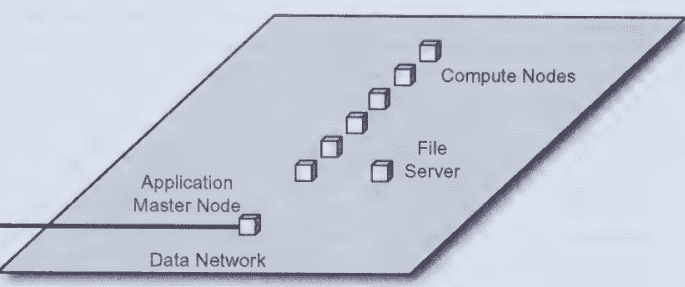 Compute Nodes
File
Server
Application
Master Node
Data Network